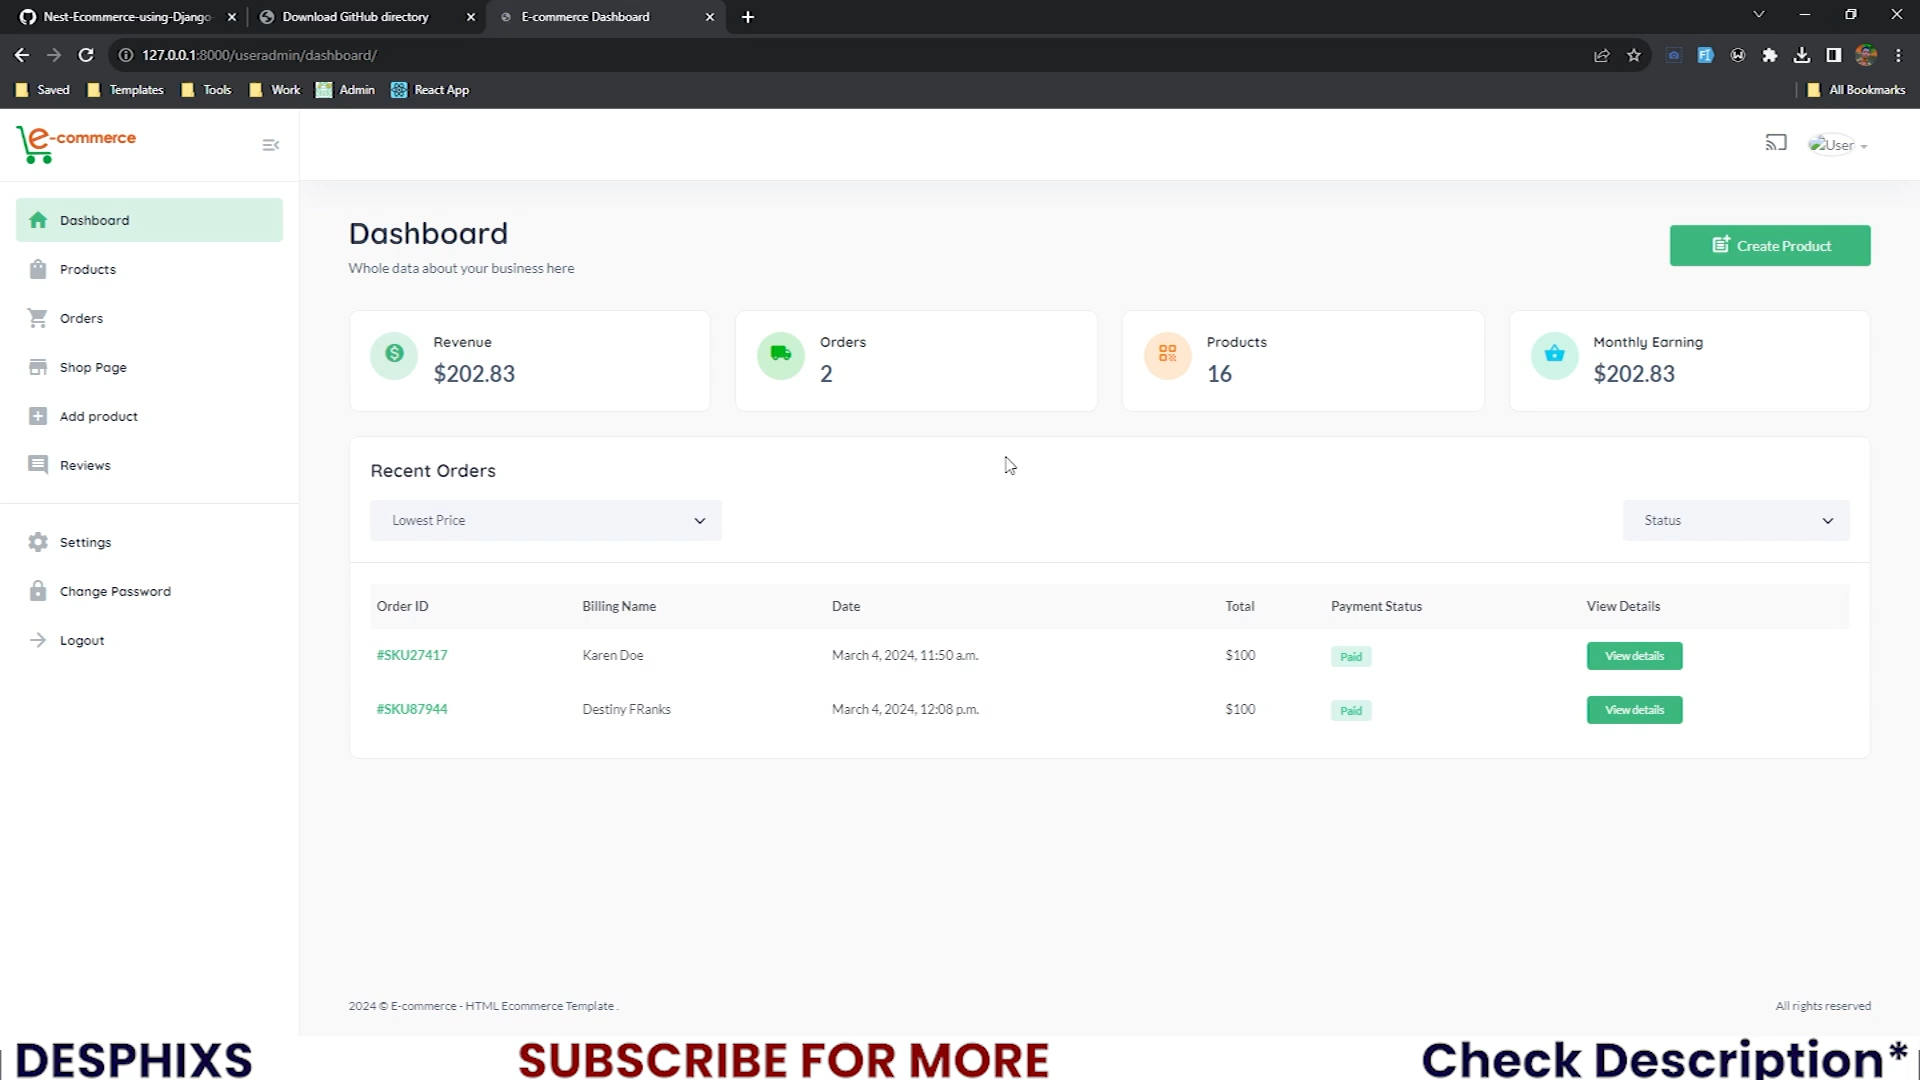 Nest-Ecommerce-using-Django
Download GitHub directory
E-commerce Dashboard
127.0.0.1:8000/useradmin/dashboard/
Saved
Templates
Tools
Work
Admin
React App
All Bookmarks
e-commerce
User
Dashboard
Products
Orders
Shop Page
Add product
Reviews
Settings
Change Password
Logout
Dashboard
Whole data about your business here
Create Product
Revenue
$202.83
Orders
2
Products
16
Monthly Earning
$202.83
Recent Orders
Lowest Price
Status
Order ID Billing Name Date Total Payment Status View Details
#SKU27417 Karen Doe March 4, 2024, 11:50 a.m. $100 Paid View details
#SKU87944 Destiny FRanks March 4, 2024, 12:08 p.m. $100 Paid View details
2024 © E-commerce - HTML Ecommerce Template .
All rights reserved
DESPHIXS
SUBSCRIBE FOR MORE
Check Description*